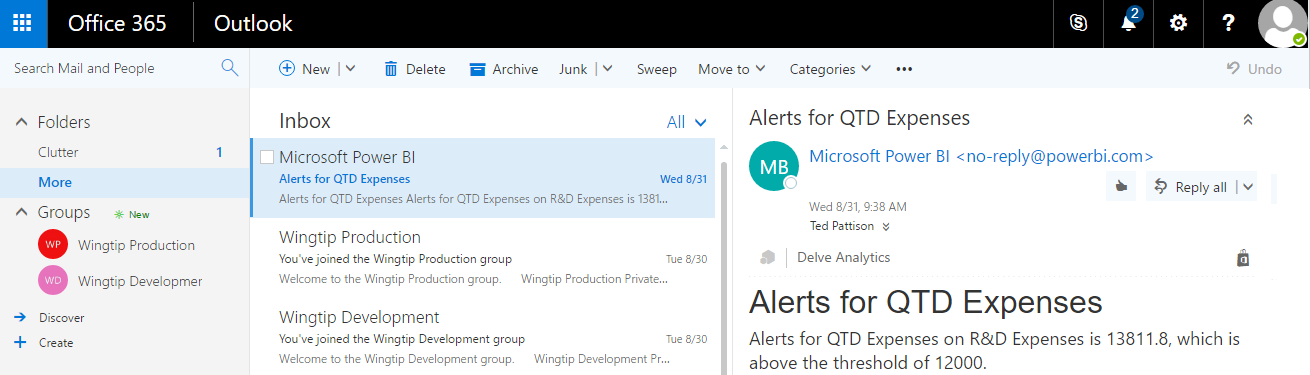 Office 365 Outlook 2 ?
Search Mail and People
New Delete Archive Junk Sweep Move to Categories ••• Undo
Folders
Clutter 1
More
Groups New
WP Wingtip Production
WD Wingtip Developmer
Discover
Create
Inbox All
Microsoft Power BI
Alerts for QTD Expenses Wed 8/31
Alerts for QTD Expenses Alerts for QTD Expenses on R&D Expenses is 1381...
Wingtip Production
You've joined the Wingtip Production group Tue 8/30
Welcome to the Wingtip Production group. Wingtip Production Private...
Wingtip Development
You've joined the Wingtip Development group Tue 8/30
Welcome to the Wingtip Development group. Wingtip Development Pr...
Alerts for QTD Expenses
MB Microsoft Power BI <no-reply@powerbi.com>
Reply all
Wed 8/31, 9:38 AM
Ted Pattison
Delve Analytics
Alerts for QTD Expenses
Alerts for QTD Expenses on R&D Expenses is 13811.8, which is
above the threshold of 12000.